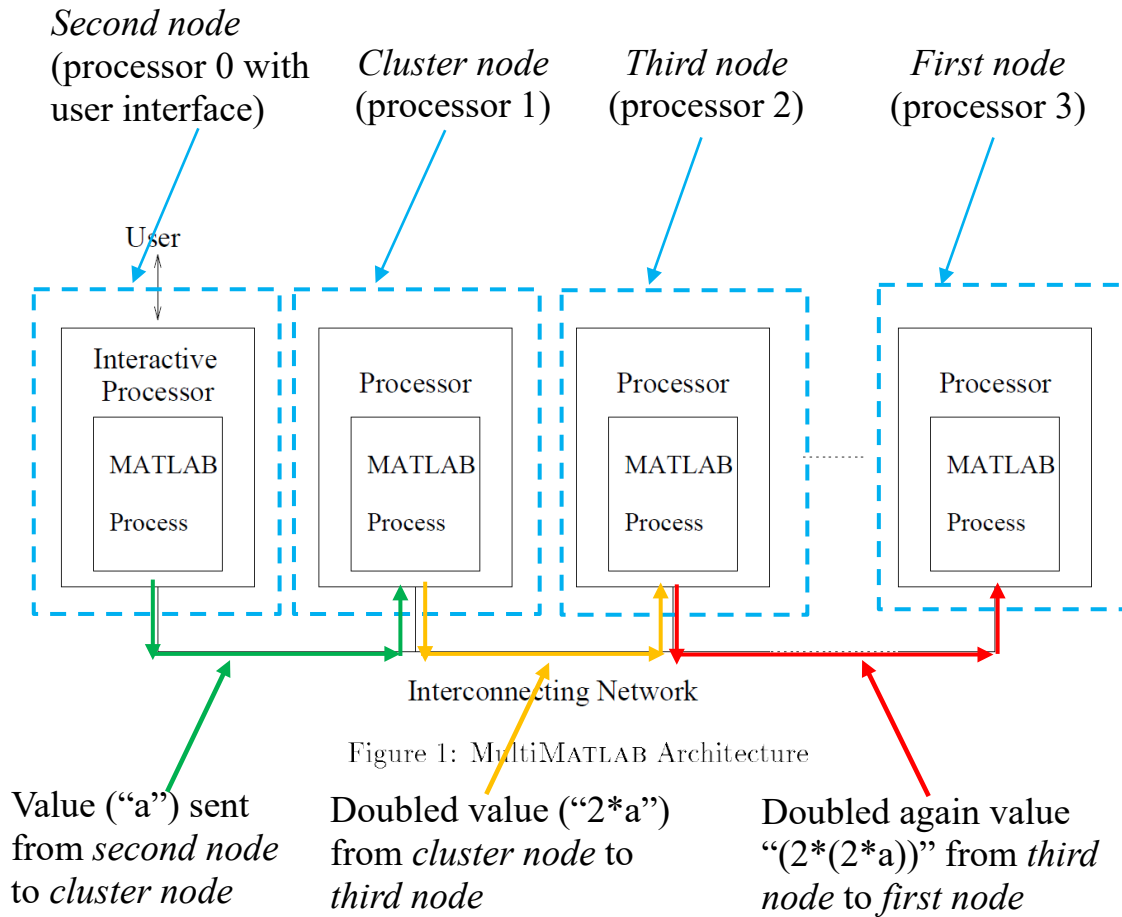 Second node
(processor 0 with
user interface)
Cluster node
(processor 1)
Third node
(processor 2)
First node
(processor 3)
User
Interactive
Processor
MATLAB
Process
Processor
MATLAB
Process
Processor
MATLAB
Process
Processor
MATLAB
Process
Interconnecting Network
Figure 1: MultiMATLAB Architecture
Value (“a”) sent
from second node
to cluster node
Doubled value (“2*a”)
from cluster node to
third node
Doubled again value
“(2*(2*a))” from third
node to first node